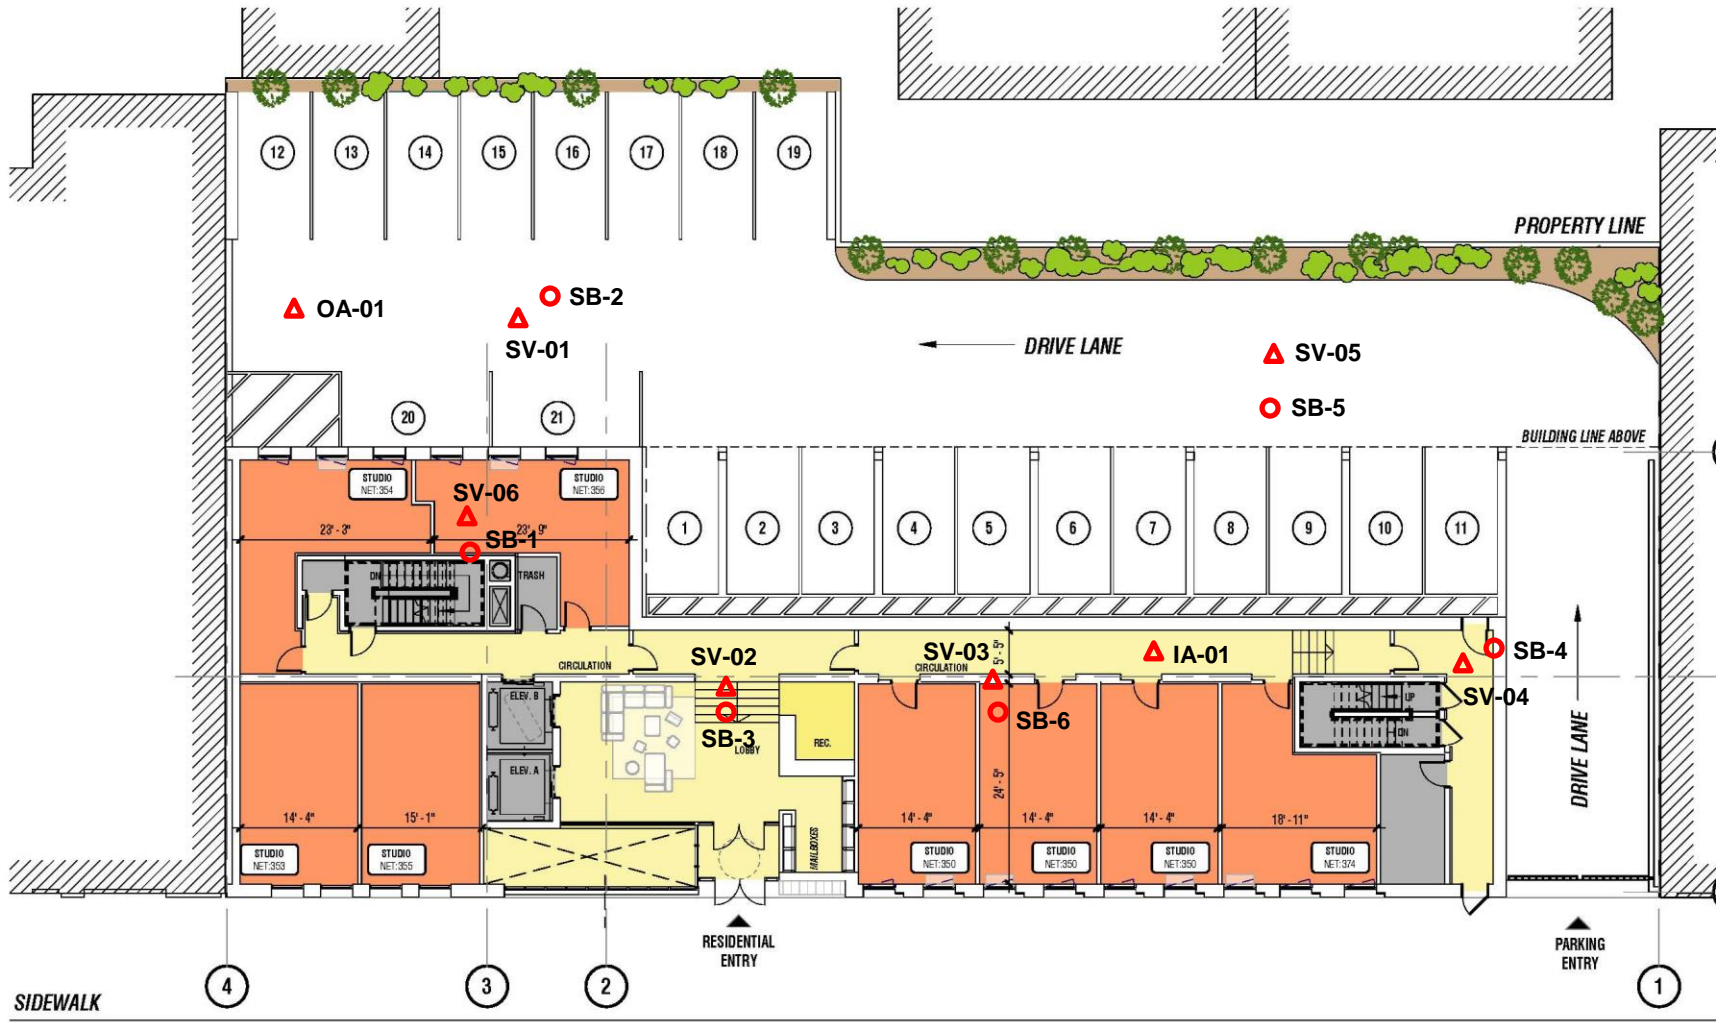 12
13
14
15
16
17
18
19
PROPERTY LINE
OA-01
SB-2
SV-01
DRIVE LANE
SV-05
SB-5
20
21
BUILDING LINE ABOVE
STUDIO
NET:354
STUDIO
NET:356
SV-06
23' - 3"
23' - 9"
SB-1
1
2
3
4
5
6
7
8
9
10
11
DN
TRASH
CIRCULATION
SV-02
SV-03
CIRCULATION
5' - 5"
IA-01
SB-4
SV-04
ELEV. B
SB-3
LOBBY
REC.
SB-6
UP
DN
ELEV. A
24' - 5"
DRIVE LANE
14' - 4"
15' - 1"
MAILBOXES
14' - 4"
14' - 4"
14' - 4"
18' - 11"
STUDIO
NET:353
STUDIO
NET:355
STUDIO
NET:350
STUDIO
NET:350
STUDIO
NET:350
STUDIO
NET:374
RESIDENTIAL
ENTRY
PARKING
ENTRY
4
3
2
1
SIDEWALK